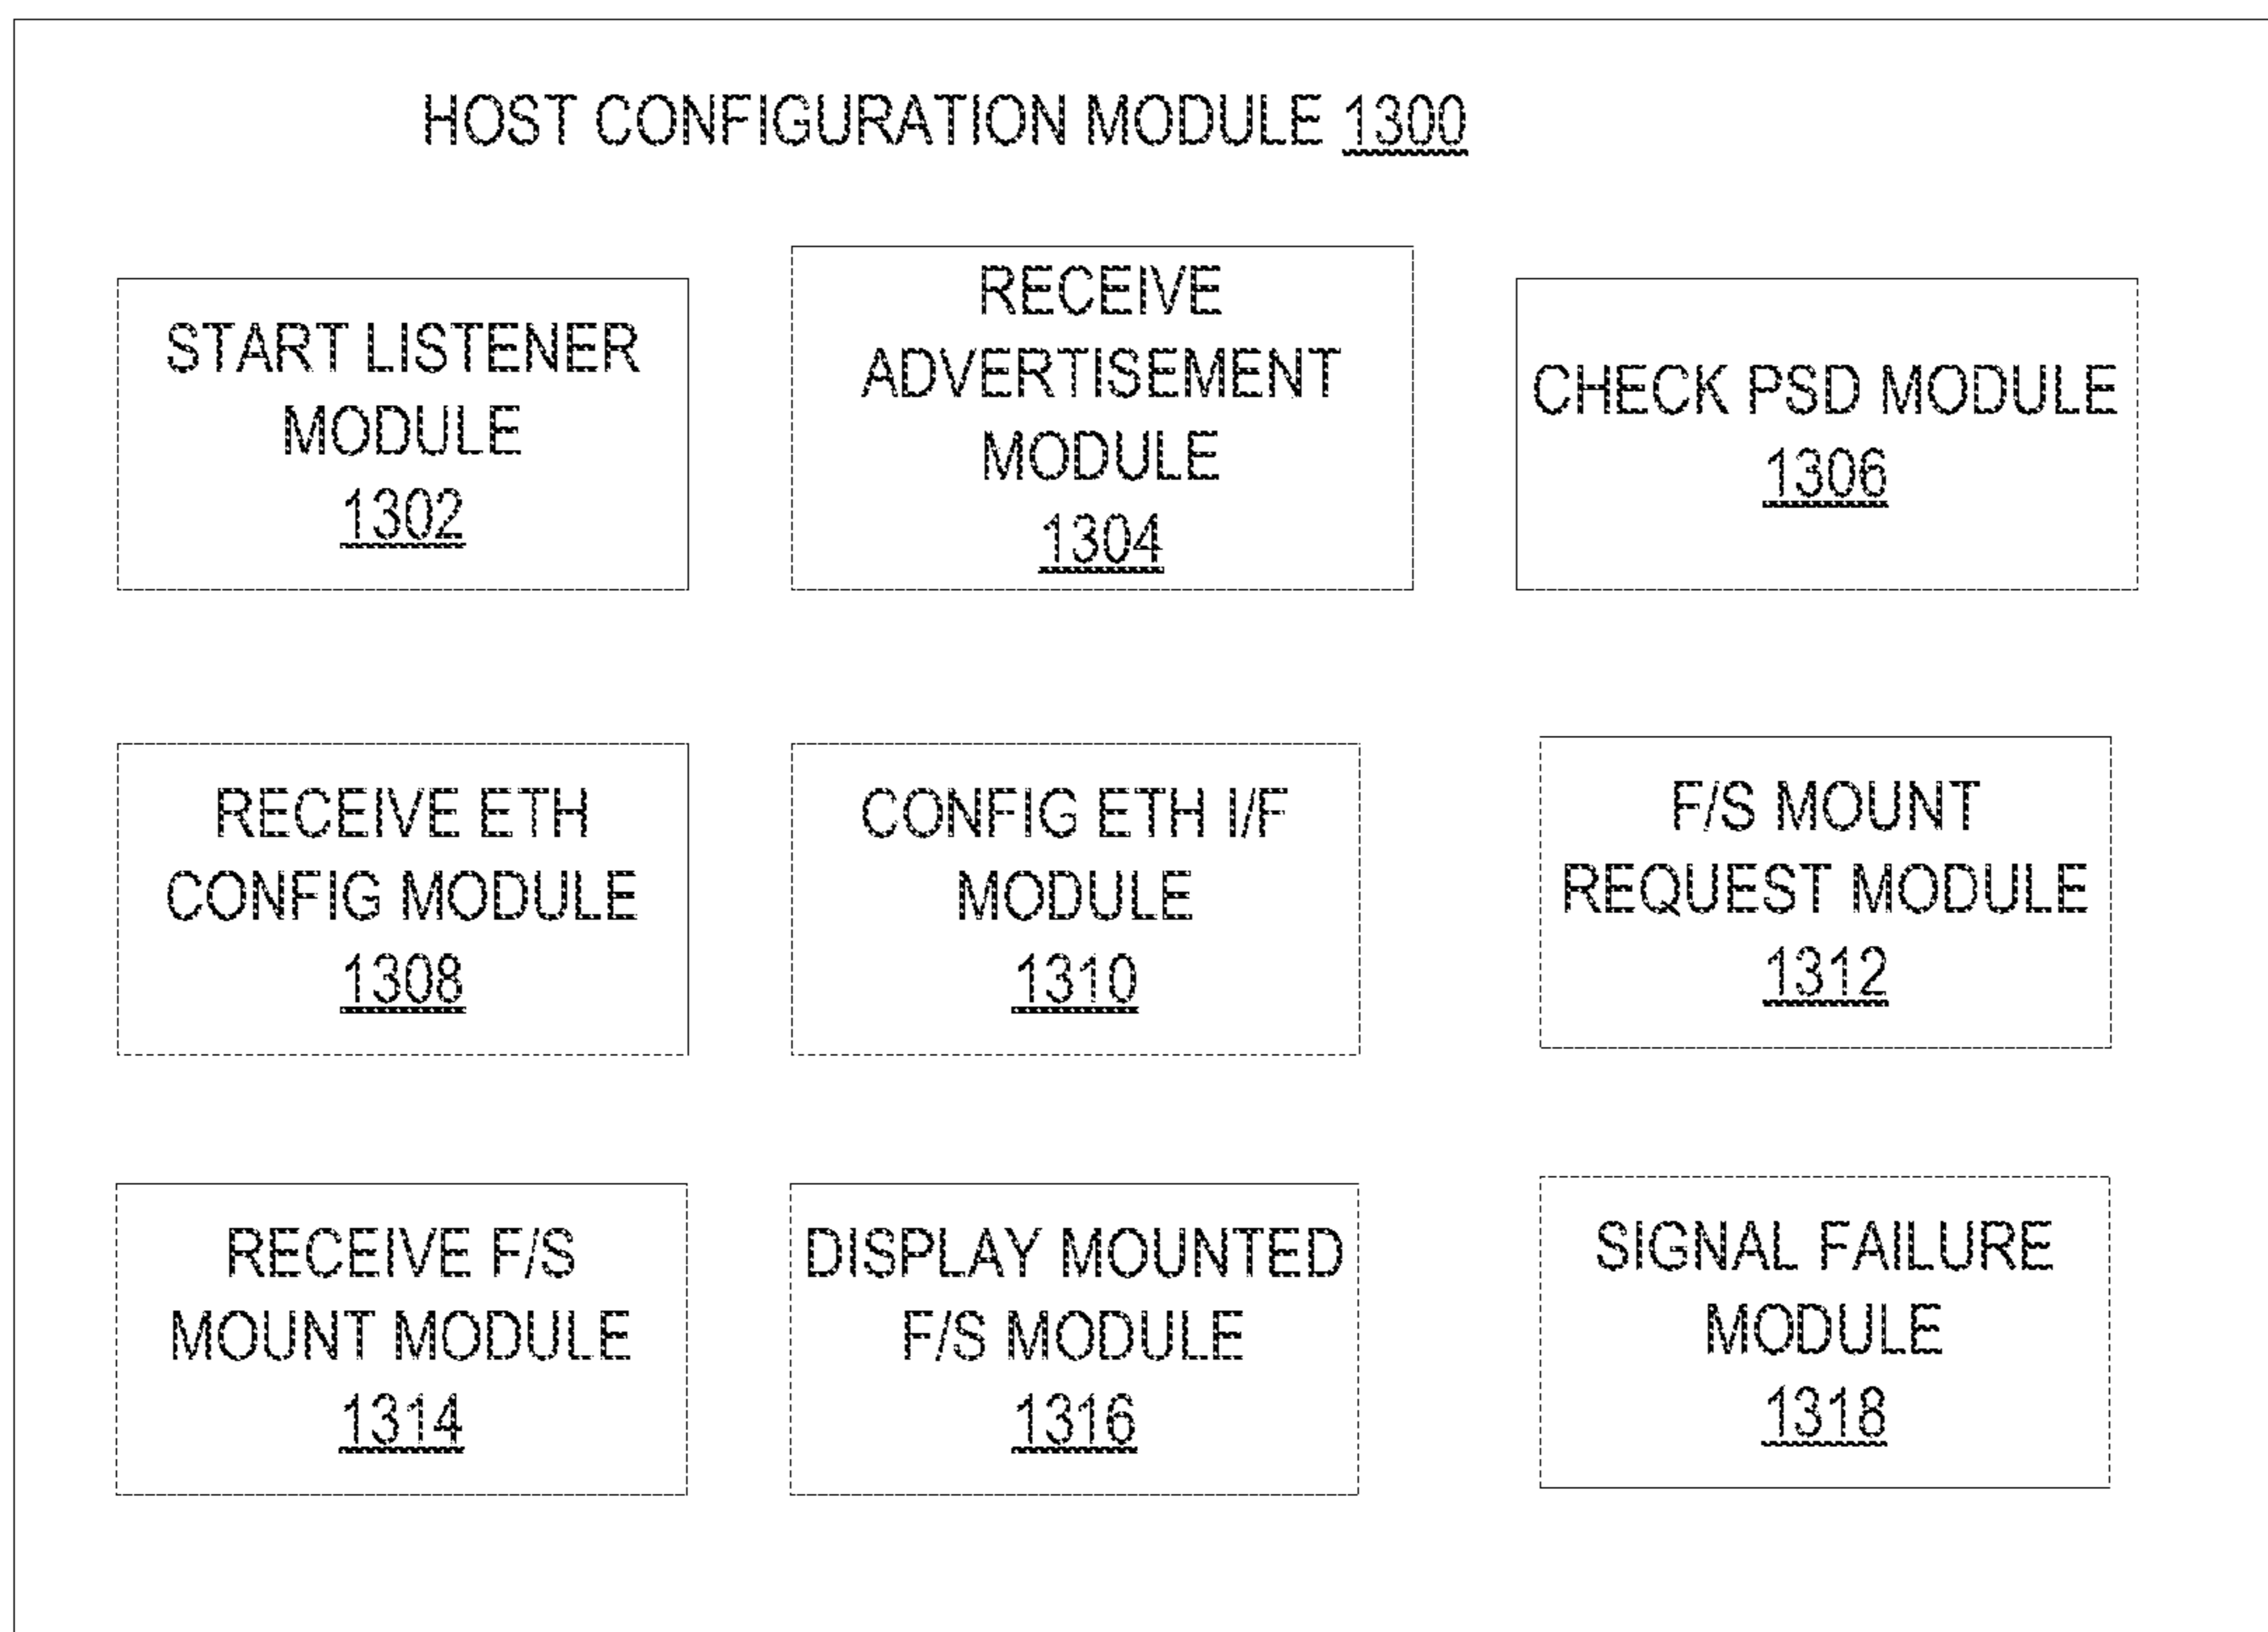 HOST CONFIGURATION MODULE 1300
START LISTENER
MODULE
1302
RECEIVE
ADVERTISEMENT
MODULE
1304
CHECK PSD MODULE
1306
RECEIVE ETH
CONFIG MODULE
1308
CONFIG ETH I/F
MODULE
1310
F/S MOUNT
REQUEST MODULE
1312
RECEIVE F/S
MOUNT MODULE
1314
DISPLAY MOUNTED
F/S MODULE
1316
SIGNAL FAILURE
MODULE
1318